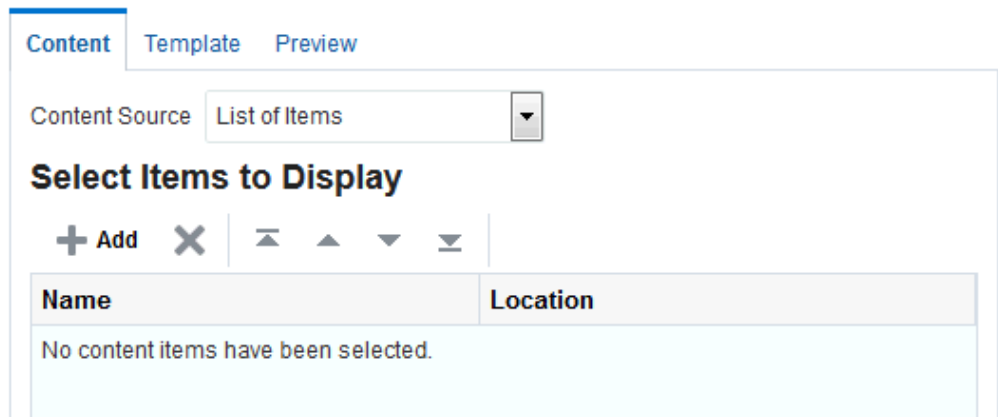 Content Template Preview
Content Source List of Items
Select Items to Display
Add
Name Location
No content items have been selected.